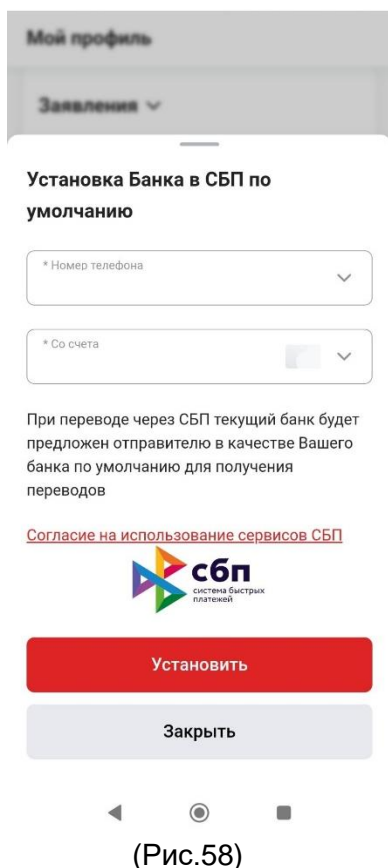 Мой профиль
Заявления
Установка Банка в СБП по
умолчанию
* Номер телефона
* Со счета
При переводе через СБП текущий банк будет
предложен отправителю в качестве Вашего
банка по умолчанию для получения
переводов
Согласие на использование сервисов СБП
сбп
система быстрых
платежей
Установить
Закрыть
(Рис.58)